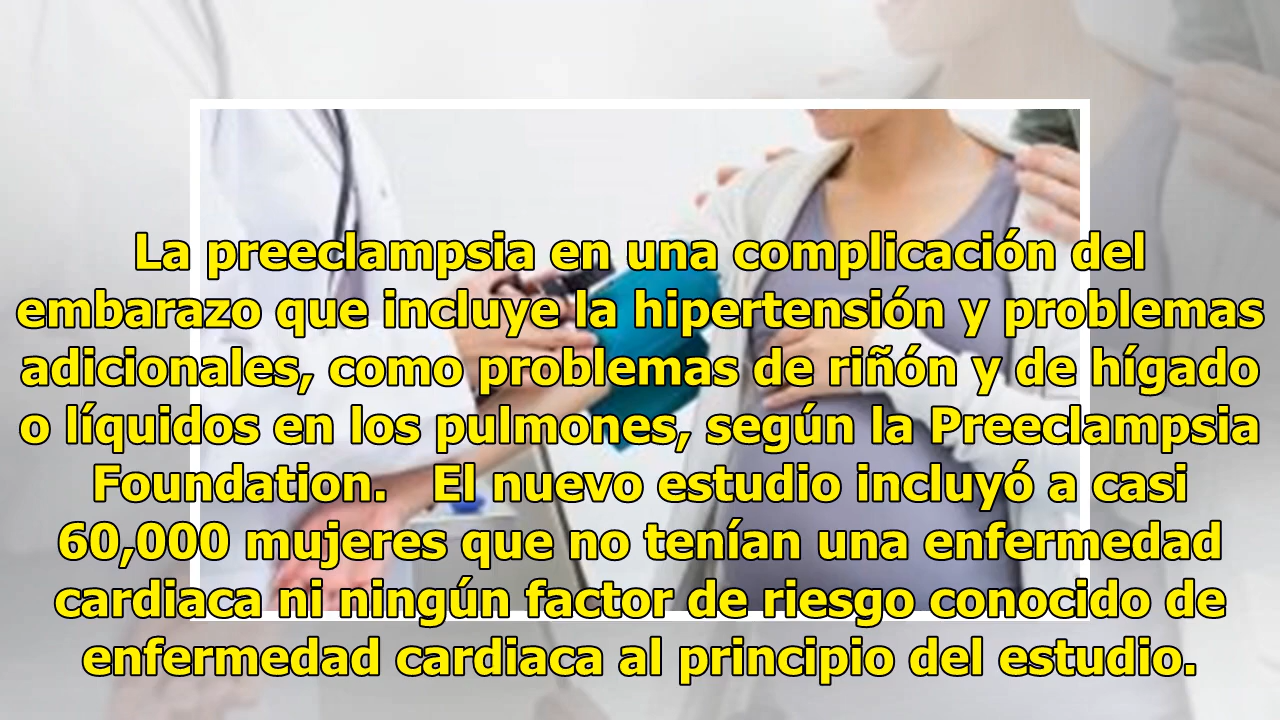 La preeclampsia en una complicación del
embarazo que incluye la hipertensión y problemas
adicionales, como problemas de riñón y de hígado
o líquidos en los pulmones, según la Preeclampsia
Foundation.   El nuevo estudio incluyó a casi
60,000 mujeres que no tenían una enfermedad
cardiaca ni ningún factor de riesgo conocido de
enfermedad cardiaca al principio del estudio.